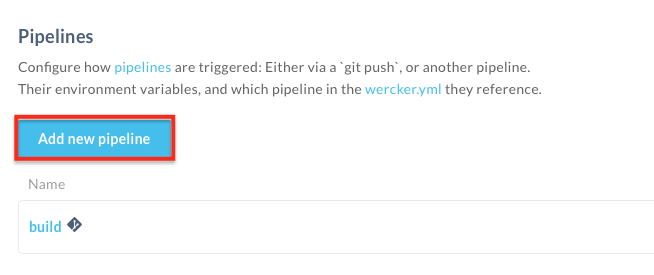 Pipelines
Configure how pipelines are triggered: Either via a `git push`, or another pipeline.
Their environment variables, and which pipeline in the wercker.yml they reference.
Add new pipeline
Name
build